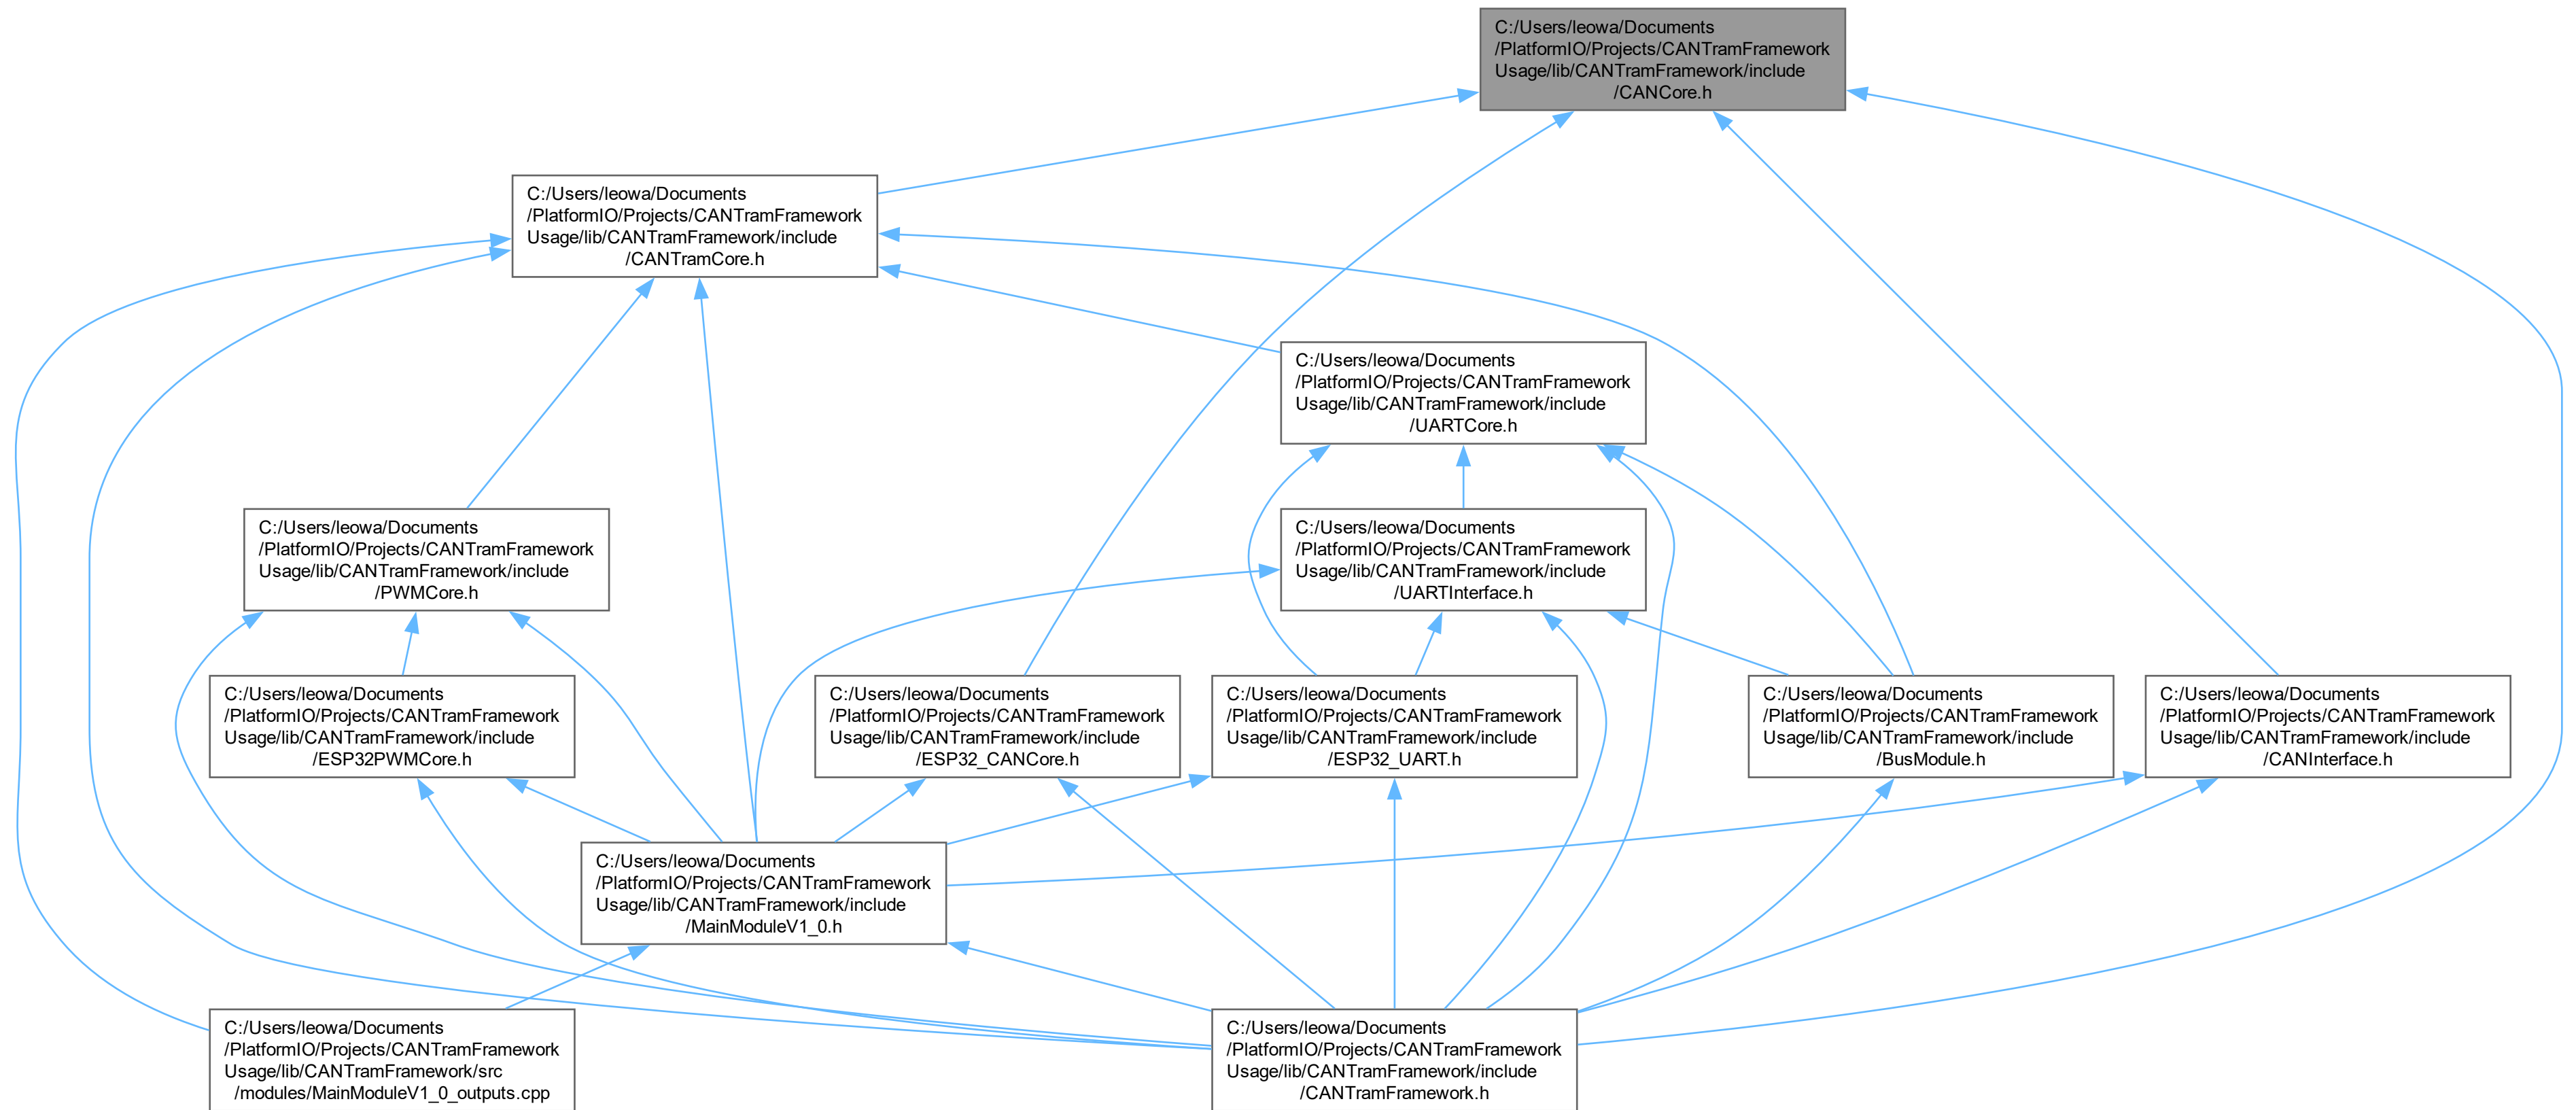 C:/Users/leowa/Documents
/PlatformIO/Projects/CANTramFramework
Usage/lib/CANTramFramework/include
/CANCore.h
C:/Users/leowa/Documents
/PlatformIO/Projects/CANTramFramework
Usage/lib/CANTramFramework/include
/CANTramCore.h
C:/Users/leowa/Documents
/PlatformIO/Projects/CANTramFramework
Usage/lib/CANTramFramework/include
/UARTCore.h
C:/Users/leowa/Documents
/PlatformIO/Projects/CANTramFramework
Usage/lib/CANTramFramework/include
/PWMCore.h
C:/Users/leowa/Documents
/PlatformIO/Projects/CANTramFramework
Usage/lib/CANTramFramework/include
/UARTInterface.h
C:/Users/leowa/Documents
/PlatformIO/Projects/CANTramFramework
Usage/lib/CANTramFramework/include
/ESP32PWMCore.h
C:/Users/leowa/Documents
/PlatformIO/Projects/CANTramFramework
Usage/lib/CANTramFramework/include
/ESP32_CANCore.h
C:/Users/leowa/Documents
/PlatformIO/Projects/CANTramFramework
Usage/lib/CANTramFramework/include
/ESP32_UART.h
C:/Users/leowa/Documents
/PlatformIO/Projects/CANTramFramework
Usage/lib/CANTramFramework/include
/BusModule.h
C:/Users/leowa/Documents
/PlatformIO/Projects/CANTramFramework
Usage/lib/CANTramFramework/include
/CANInterface.h
C:/Users/leowa/Documents
/PlatformIO/Projects/CANTramFramework
Usage/lib/CANTramFramework/include
/MainModuleV1_0.h
C:/Users/leowa/Documents
/PlatformIO/Projects/CANTramFramework
Usage/lib/CANTramFramework/src
/modules/MainModuleV1_0_outputs.cpp
C:/Users/leowa/Documents
/PlatformIO/Projects/CANTramFramework
Usage/lib/CANTramFramework/include
/CANTramFramework.h